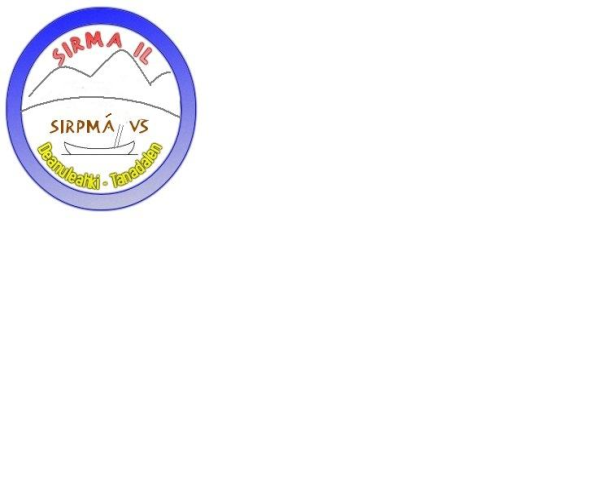 SIRMA IL
SIRPMÁ VS
Deanuleahki - Tanadalen